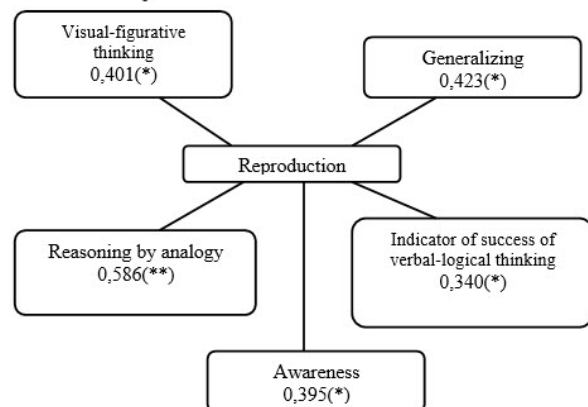 Visual-figurative
thinking
0,401(*)
Generalizing
0,423(*)
Reproduction
Reasoning by analogy
0,586(**)
Indicator of success of
verbal-logical thinking
0,340(*)
Awareness
0,395(*)